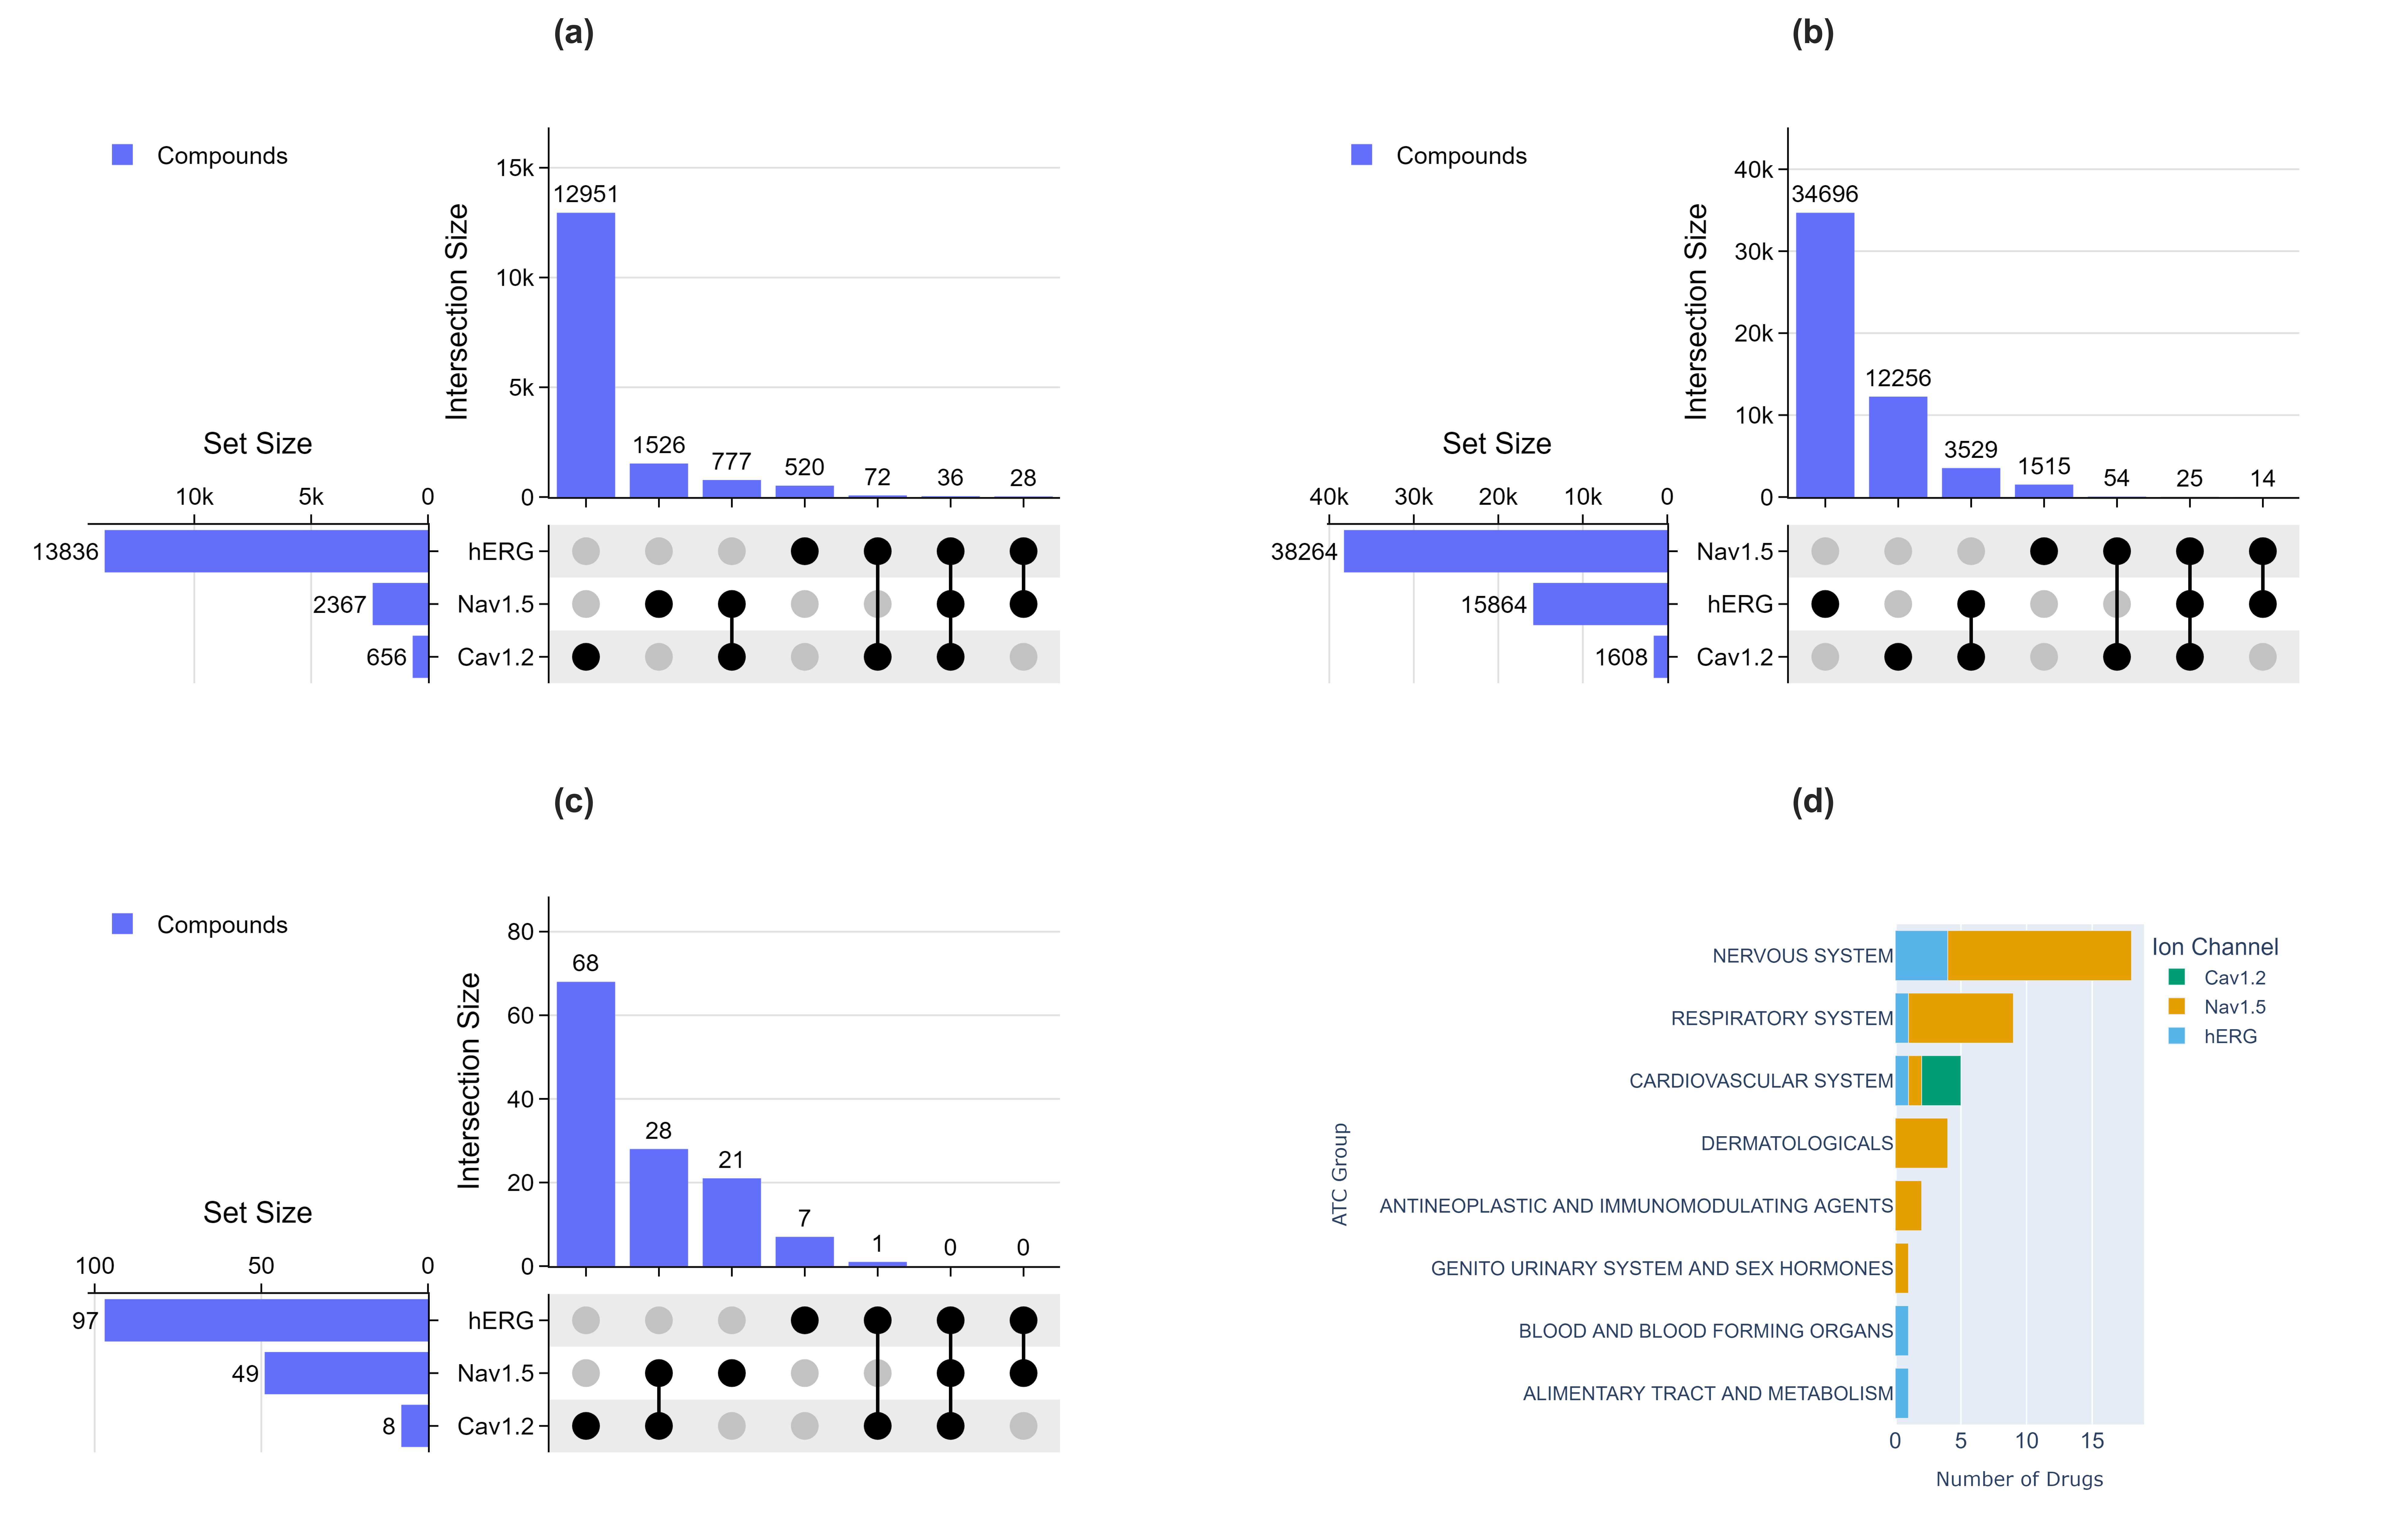 (a)
Compounds
Intersection Size
15k
10k
5k
0
12951
1526
777
520
72
36
28
Set Size
10k 5k 0
13836
2367
656
hERG
Nav1.5
Cav1.2
(b)
Compounds
Intersection Size
40k
30k
20k
10k
0
34696
12256
3529
1515
54
25
14
Set Size
40k 30k 20k 10k 0
38264
15864
1608
Nav1.5
hERG
Cav1.2
(c)
Compounds
Intersection Size
80
60
40
20
0
68
28
21
7
1
0
0
Set Size
100 50 0
97
49
8
hERG
Nav1.5
Cav1.2
(d)
ATC Group
NERVOUS SYSTEM
RESPIRATORY SYSTEM
CARDIOVASCULAR SYSTEM
DERMATOLOGICALS
ANTINEOPLASTIC AND IMMUNOMODULATING AGENTS
GENITO URINARY SYSTEM AND SEX HORMONES
BLOOD AND BLOOD FORMING ORGANS
ALIMENTARY TRACT AND METABOLISM
0 5 10 15
Number of Drugs
Ion Channel
Cav1.2
Nav1.5
hERG